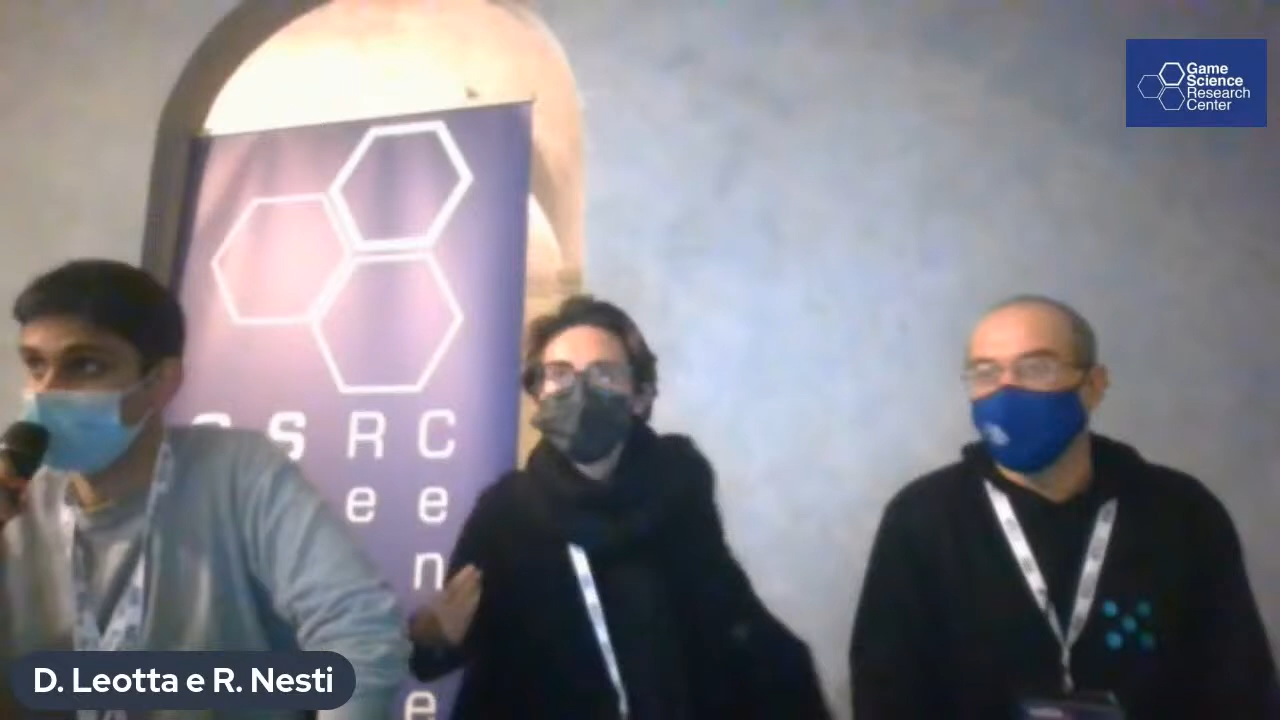 Game
Science
Research
Center
S R C
e e
n
e
D. Leotta e R. Nesti